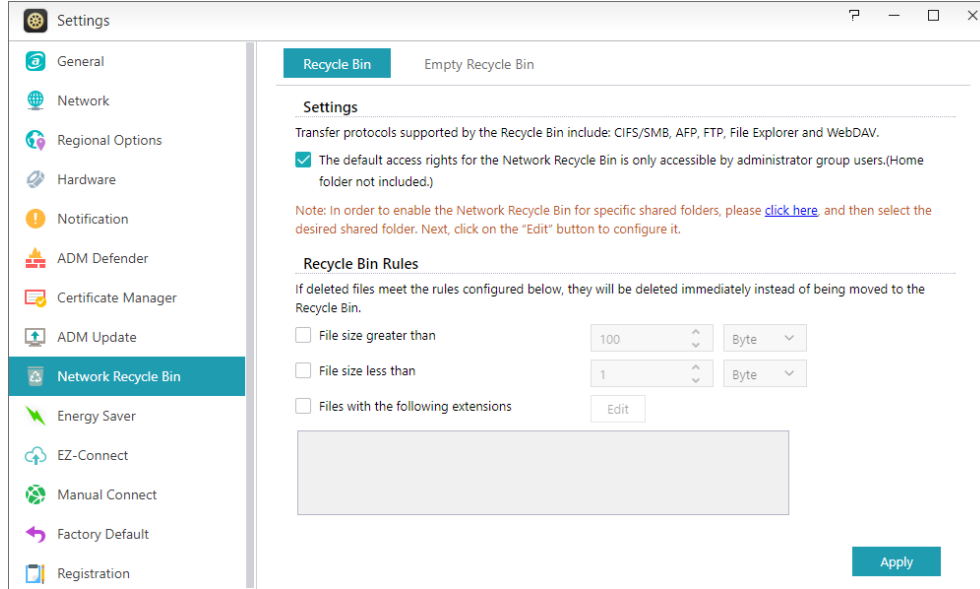 Settings
General
Network
Regional Options
Hardware
Notification
ADM Defender
Certificate Manager
ADM Update
Network Recycle Bin
Energy Saver
EZ-Connect
Manual Connect
Factory Default
Registration
Recycle Bin
Empty Recycle Bin
Settings
Transfer protocols supported by the Recycle Bin include: CIFS/SMB, AFP, FTP, File Explorer and WebDAV.
The default access rights for the Network Recycle Bin is only accessible by administrator group users.(Home
folder not included.)
Note: In order to enable the Network Recycle Bin for specific shared folders, please click here, and then select the
desired shared folder. Next, click on the “Edit” button to configure it.
Recycle Bin Rules
If deleted files meet the rules configured below, they will be deleted immediately instead of being moved to the
Recycle Bin.
File size greater than 100 Byte
File size less than 1 Byte
Files with the following extensions Edit
Apply